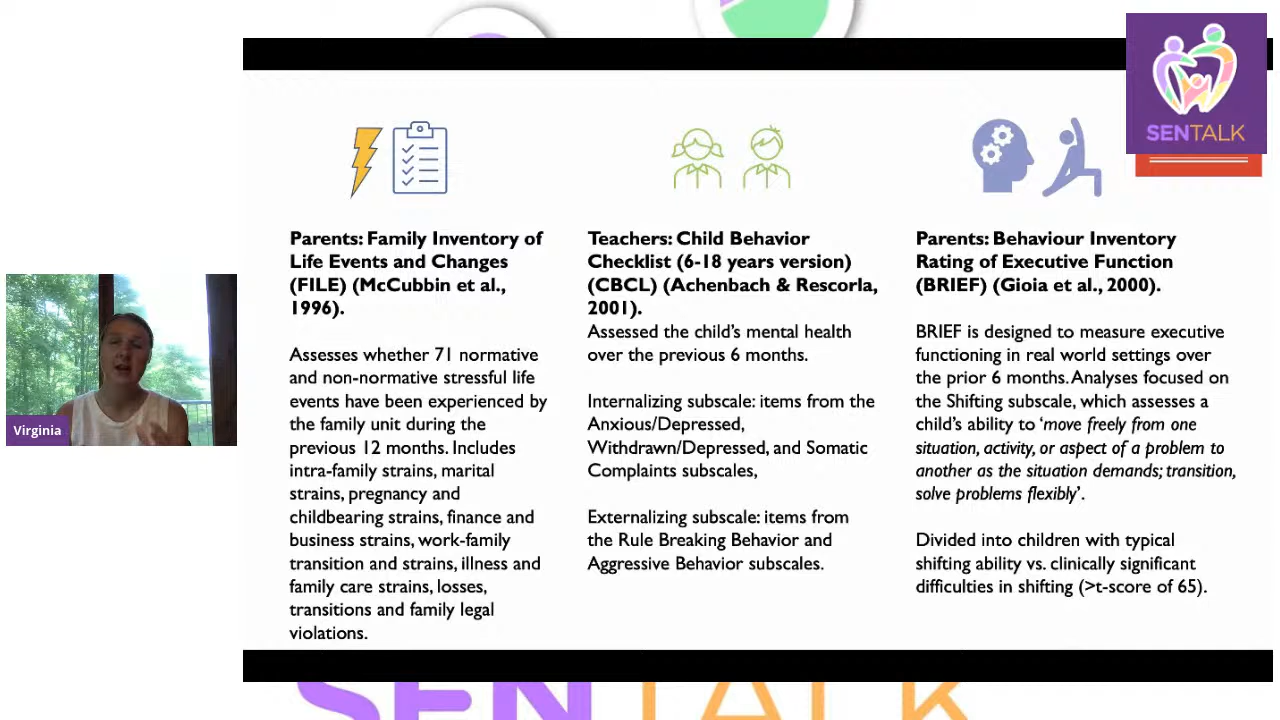 SENTALK
Parents: Family Inventory of
Life Events and Changes
(FILE) (McCubbin et al.,
1996).
Assesses whether 71 normative
and non-normative stressful life
events have been experienced by
the family unit during the
previous 12 months. Includes
intra-family strains, marital
strains, pregnancy and
childbearing strains, finance and
business strains, work-family
transition and strains, illness and
family care strains, losses,
transitions and family legal
violations.
Teachers: Child Behavior
Checklist (6-18 years version)
(CBCL) (Achenbach & Rescorla,
2001).
Assessed the child's mental health
over the previous 6 months.
Internalizing subscale: items from the
Anxious/Depressed,
Withdrawn/Depressed, and Somatic
Complaints subscales,
Externalizing subscale: items from
the Rule Breaking Behavior and
Aggressive Behavior subscales.
Parents: Behaviour Inventory
Rating of Executive Function
(BRIEF) (Gioia et al., 2000).
BRIEF is designed to measure executive
functioning in real world settings over
the prior 6 months. Analyses focused on
the Shifting subscale, which assesses a
child's ability to 'move freely from one
situation, activity, or aspect of a problem to
another as the situation demands; transition,
solve problems flexibly'.
Divided into children with typical
shifting ability vs. clinically significant
difficulties in shifting (>t-score of 65).
Virginia
SENTALK